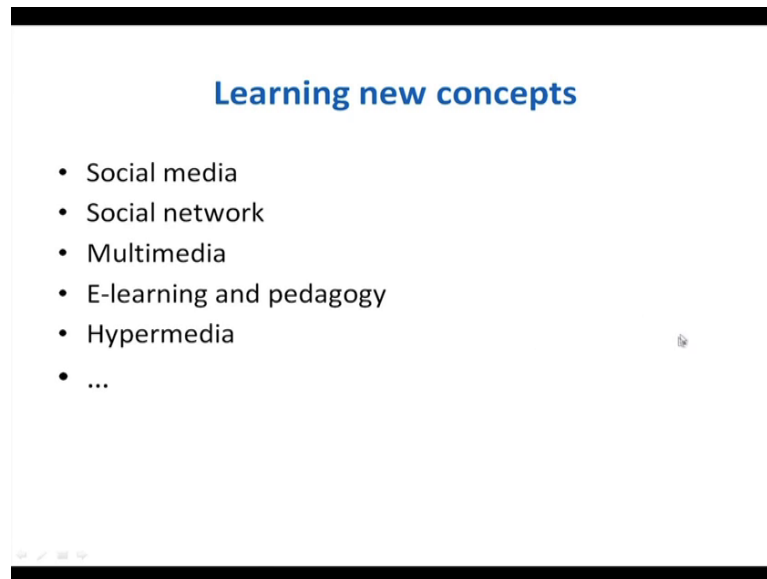 Learning new concepts
• Social media
• Social network
• Multimedia
• E-learning and pedagogy
• Hypermedia
• ...